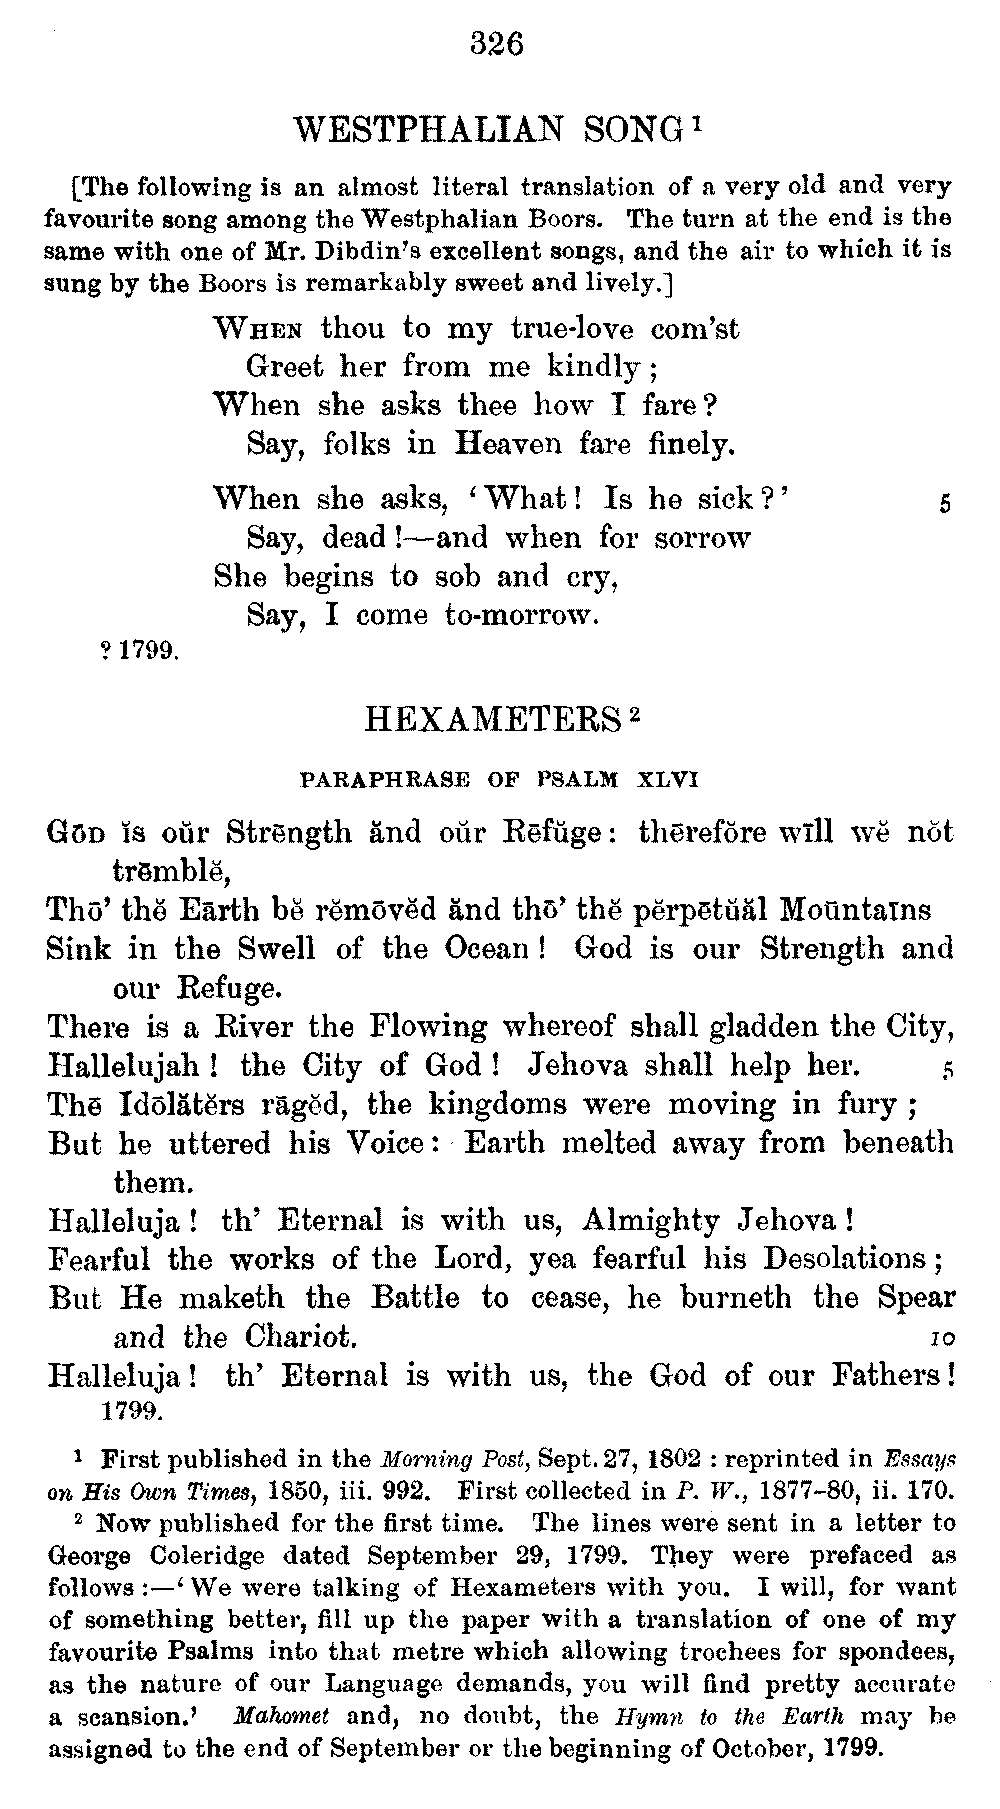 326
WESTPHALIAN SONG ¹
[The following is an almost literal translation of a very old and very
favourite song among the Westphalian Boors. The turn at the end is the
same with one of Mr. Dibdin's excellent songs, and the air to which it is
sung by the Boors is remarkably sweet and lively.]
WHEN thou to my true-love com'st
Greet her from me kindly ;
When she asks thee how I fare ?
Say, folks in Heaven fare finely.
When she asks, ‘ What ! Is he sick ? ’ 5
Say, dead !—and when for sorrow
She begins to sob and cry,
Say, I come to-morrow.
? 1799.
HEXAMETERS ²
PARAPHRASE OF PSALM XLVI
GŌD ĭs oŭr Strēngth ănd oŭr Rēfŭge : thērefŏre wīll wĕ nŏt
trēmblĕ,
Thō' thĕ Eārth bĕ rĕmōvĕd ănd thō' thĕ pĕrpētŭăl Moūntaīns
Sink in the Swell of the Ocean ! God is our Strength and
our Refuge.
There is a River the Flowing whereof shall gladden the City,
Hallelujah ! the City of God ! Jehova shall help her. 5
Thē Idōlătĕrs rāgĕd, the kingdoms were moving in fury ;
But he uttered his Voice : Earth melted away from beneath
them.
Halleluja ! th' Eternal is with us, Almighty Jehova !
Fearful the works of the Lord, yea fearful his Desolations ;
But He maketh the Battle to cease, he burneth the Spear
and the Chariot. 10
Halleluja ! th' Eternal is with us, the God of our Fathers !
1799.
¹ First published in the Morning Post, Sept. 27, 1802 : reprinted in Essays
on His Own Times, 1850, iii. 992. First collected in P. W., 1877-80, ii. 170.
² Now published for the first time. The lines were sent in a letter to
George Coleridge dated September 29, 1799. They were prefaced as
follows :—‘ We were talking of Hexameters with you. I will, for want
of something better, fill up the paper with a translation of one of my
favourite Psalms into that metre which allowing trochees for spondees,
as the nature of our Language demands, you will find pretty accurate
a scansion.’ Mahomet and, no doubt, the Hymn to the Earth may be
assigned to the end of September or the beginning of October, 1799.